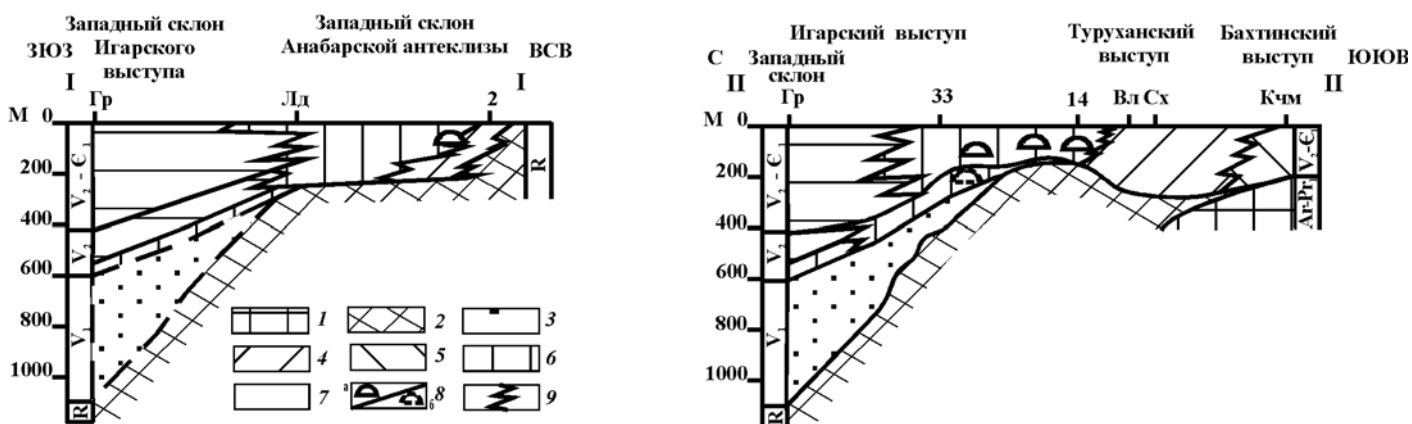 Западный склон
Игарского
выступа
Западный склон
Анабарской антеклизы
ЗЮЗ
ВСВ
I
I
Гр
Лд
2
М 0
200
400
600
800
1000
V₂ - Є₁
V₂
V₁
R
R
1
2
3
4
5
6
7
а
8
б
9
Игарский выступ
Туруханский
выступ
Бахтинский
выступ
С
Западный
склон
ЮЮВ
II
II
Гр
33
14
Вл Сх
Кчм
М 0
200
400
600
800
1000
V₂ - Є₁
V₂
V₁
R
V₂-Є₁
Ar-Pr